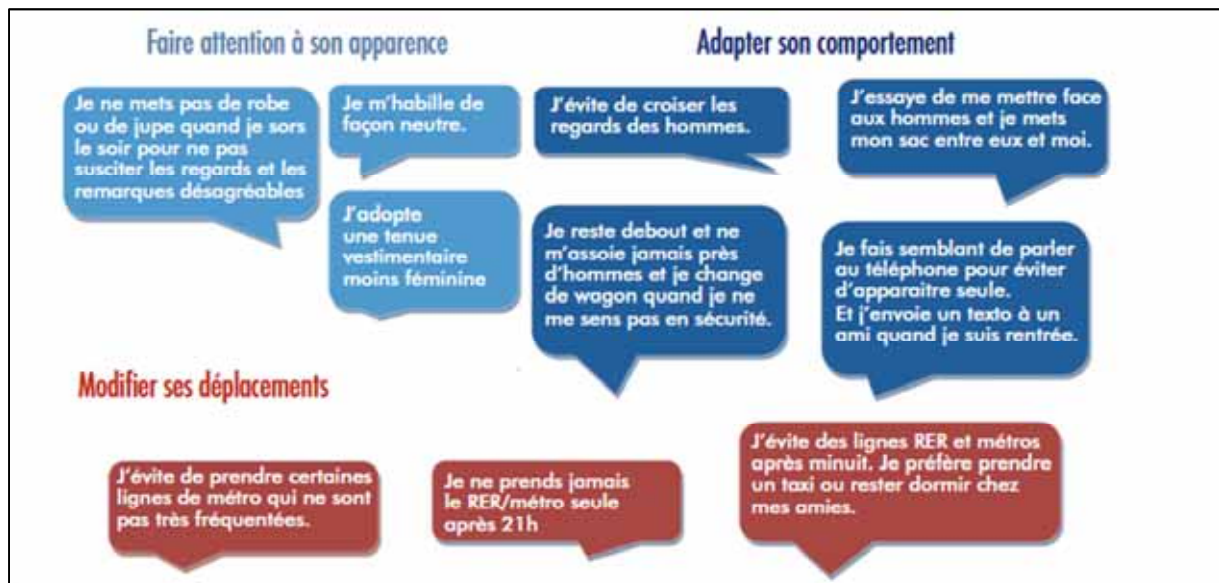 Faire attention à son apparence
Je ne mets pas de robe
ou de jupe quand je sors
le soir pour ne pas
susciter les regards et les
remarques désagréables
Je m'habille de
façon neutre.
J'adopte
une tenue
vestimentaire
moins féminine
Adapter son comportement
J'évite de croiser les
regards des hommes.
J'essaye de me mettre face
aux hommes et je mets
mon sac entre eux et moi.
Je reste debout et ne
m'assoie jamais près
d'hommes et je change
de wagon quand je ne
me sens pas en sécurité.
Je fais semblant de parler
au téléphone pour éviter
d'apparaitre seule.
Et j'envoie un texto à un
ami quand je suis rentrée.
Modifier ses déplacements
J'évite de prendre certaines
lignes de métro qui ne sont
pas très fréquentées.
Je ne prends jamais
le RER/métro seule
après 21h
J'évite des lignes RER et métros
après minuit. Je préfère prendre
un taxi ou rester dormir chez
mes amies.